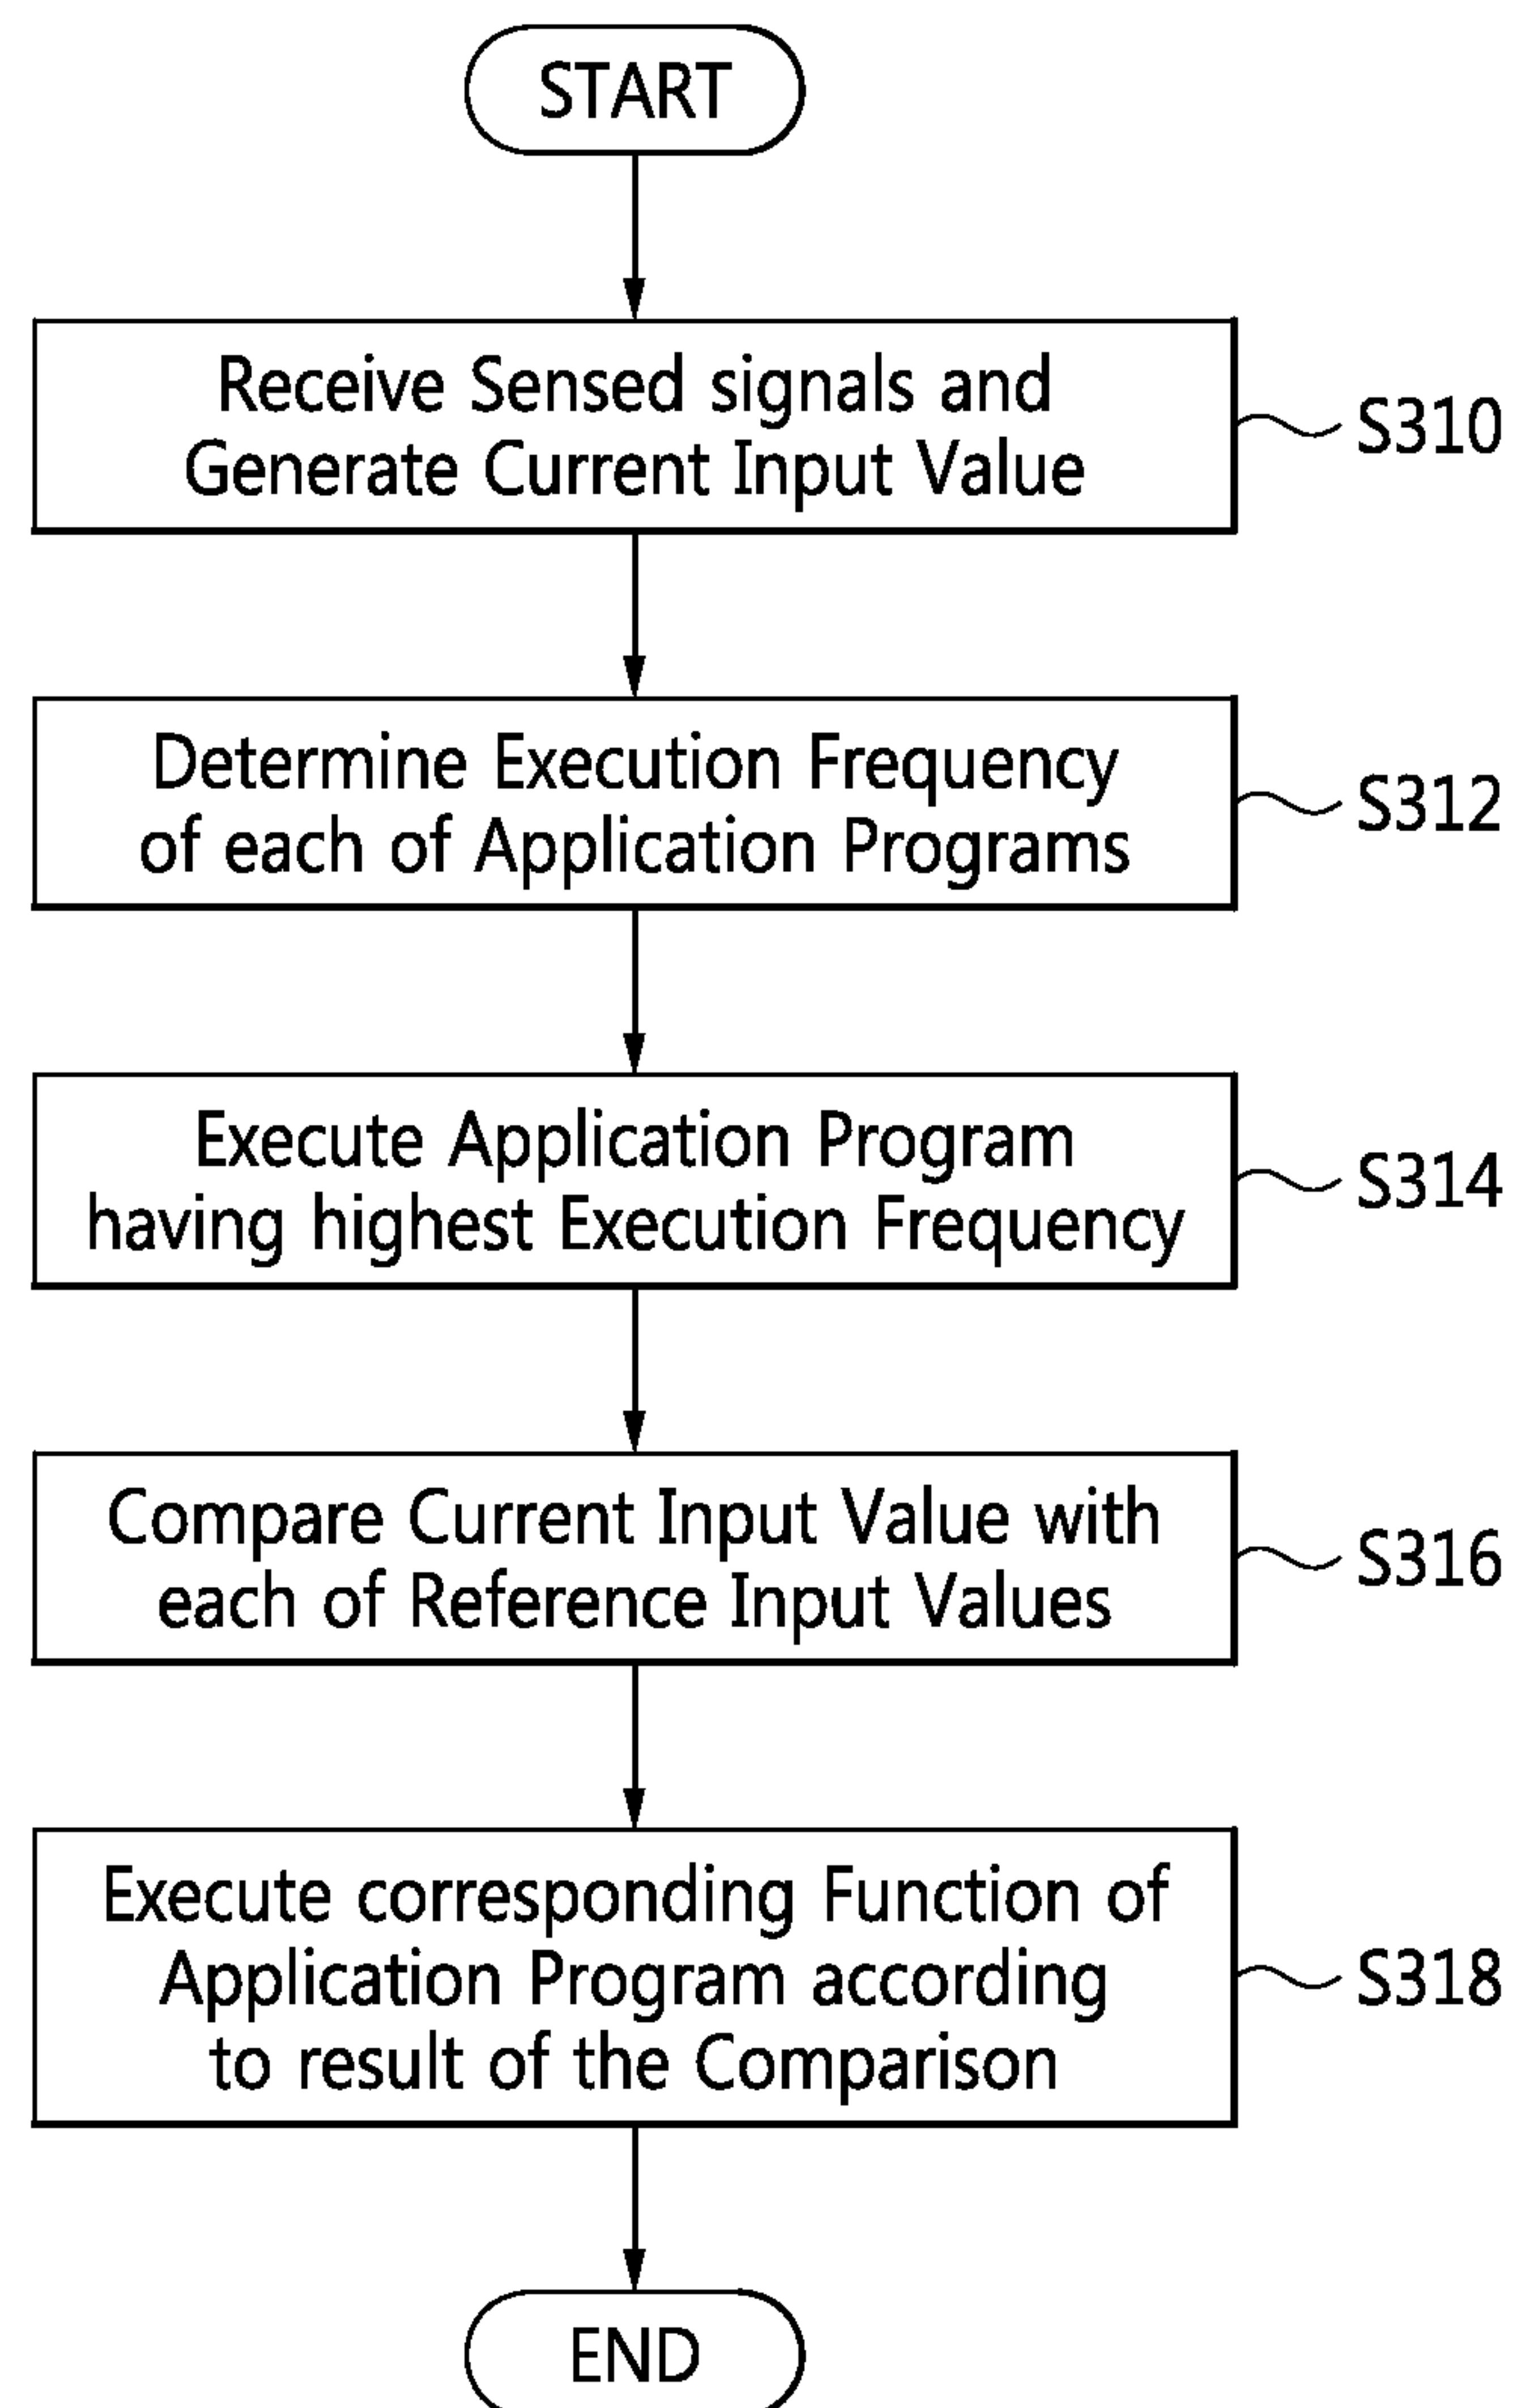 START
Receive Sensed signals and
Generate Current Input Value
S310
Determine Execution Frequency
of each of Application Programs
S312
Execute Application Program
having highest Execution Frequency
S314
Compare Current Input Value with
each of Reference Input Values
S316
Execute corresponding Function of
Application Program according
to result of the Comparison
S318
END